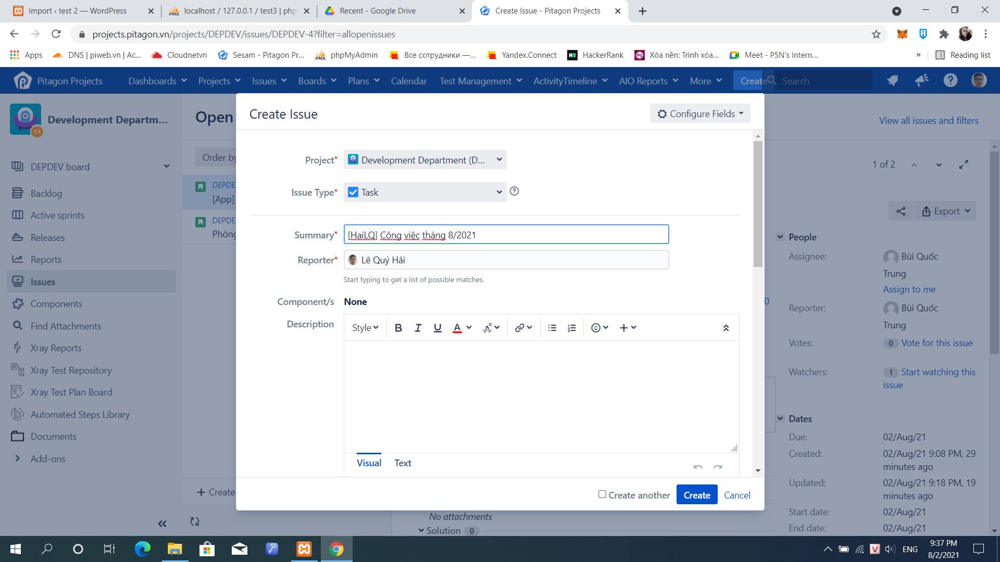 Import ‹ test 2 — WordPress
localhost / 127.0.0.1 / test3 | php
Recent - Google Drive
Create Issue - Pitagon Projects
projects.pitagon.vn/projects/DEPDEV/issues/DEPDEV-4?filter=allopenissues
Apps
DNS | piweb.vn | Ac...
Cloudnetvn
Sesam - Pitagon Pr...
phpMyAdmin
Все сотрудники —...
Yandex.Connect
HackerRank
Xóa nền: Trình xóa...
Meet - P5N's Intern...
»
Reading list
Pitagon Projects
Dashboards
Projects
Issues
Boards
Plans
Calendar
Test Management
ActivityTimeline
AIO Reports
More
Create
Search
Development Departm...
DEPDEV board
Backlog
Active sprints
Releases
Reports
Issues
Components
Find Attachments
Xray Reports
Xray Test Repository
Xray Test Plan Board
Automated Steps Library
Documents
Add-ons
Open
Order by
DEPDE
[App]
DEPDE
Phòng
+ Create
Create Issue
Configure Fields
Project*
Development Department (D...
Issue Type*
Task
Summary*
[HaiLQ] Công việc tháng 8/2021
Reporter*
Lê Quý Hải
Start typing to get a list of possible matches.
Component/s
None
Description
Style
B I U A
Visual
Text
Create another
Create
Cancel
No attachments
Solution 0
View all issues and filters
1 of 2
Export
People
Assignee:
Bùi Quốc
Trung
Assign to me
Reporter:
Bùi Quốc
Trung
Votes:
0 Vote for this issue
Watchers:
1 Start watching this
issue
Dates
Due:
02/Aug/21
Created:
02/Aug/21 9:08 PM, 29
minutes ago
Updated:
02/Aug/21 9:18 PM, 19
minutes ago
Start date:
02/Aug/21
End date:
02/Aug/21
ENG
9:37 PM
8/2/2021